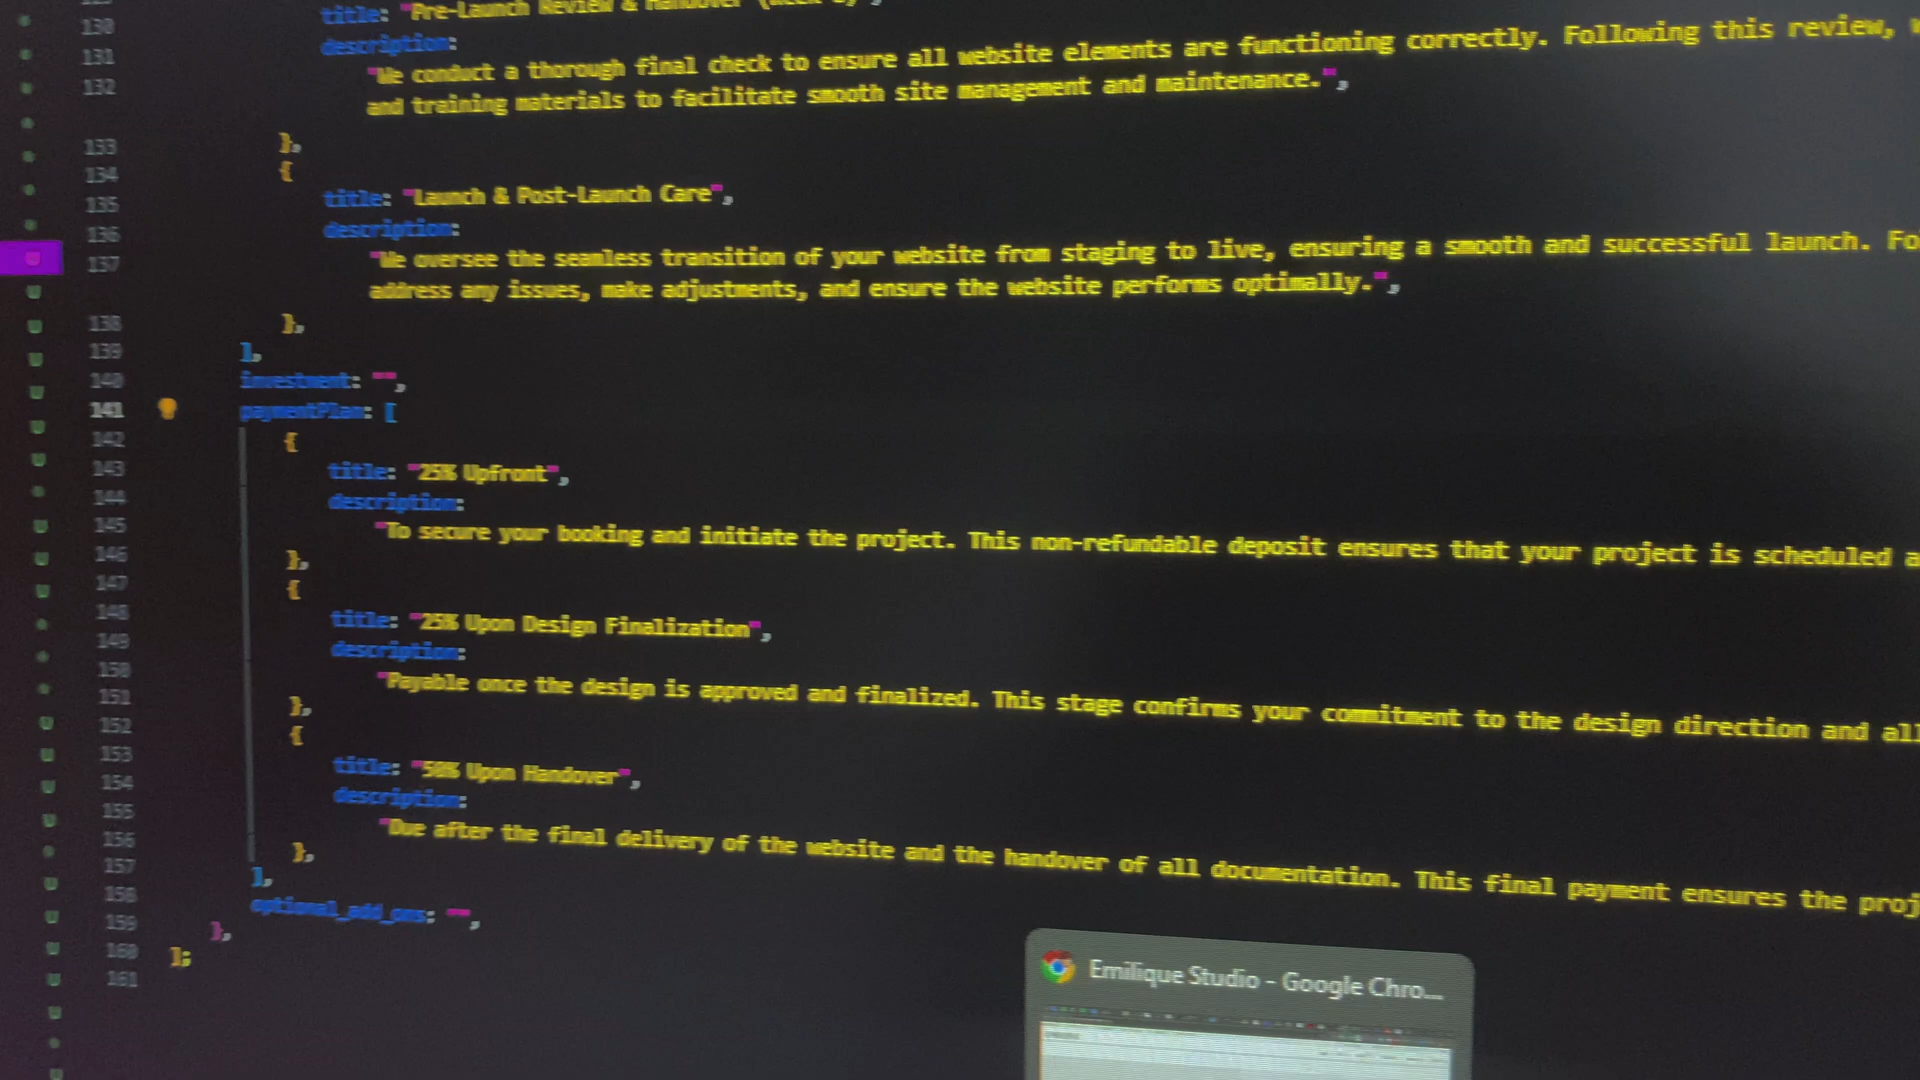 130 title: "Pre-Launch Review & Handover
131 description:
132 "We conduct a thorough final check to ensure all website elements are functioning correctly. Following this review,
and training materials to facilitate smooth site management and maintenance.",
133 },
134 {
135 title: "Launch & Post-Launch Care",
136 description:
137 "We oversee the seamless transition of your website from staging to live, ensuring a smooth and successful launch.
address any issues, make adjustments, and ensure the website performs optimally.",
138 },
139 ],
140 investment: "",
141 paymentPlan: [
142 {
143 title: "25% Upfront",
144 description:
145 "To secure your booking and initiate the project. This non-refundable deposit ensures that your project is scheduled
146 },
147 {
148 title: "25% Upon Design Finalization",
149 description:
150 "Payable once the design is approved and finalized. This stage confirms your commitment to the design direction and
151 },
152 {
153 title: "50% Upon Handover",
154 description:
155 "Due after the final delivery of the website and the handover of all documentation. This final payment ensures the
156 },
157 ],
158 optional_add_ons: "",
159 },
160 ];
161
Emilique Studio - Google Chro...